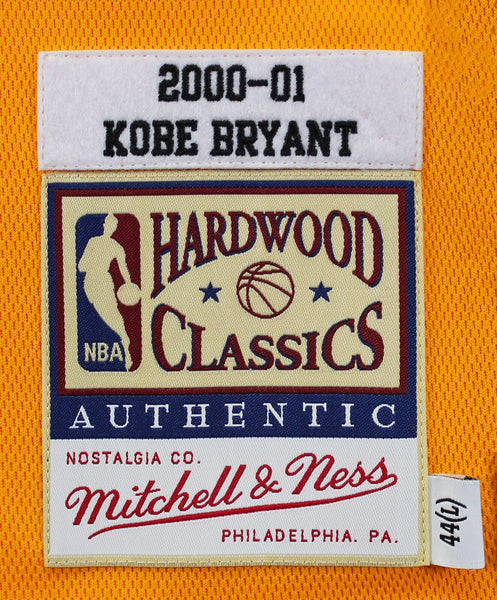 2000-01
KOBE BRYANT
HARDWOOD
NBA
CLASSICS
AUTHENTIC
NOSTALGIA CO.
Mitchell & Ness
PHILADELPHIA. PA.
44(L)